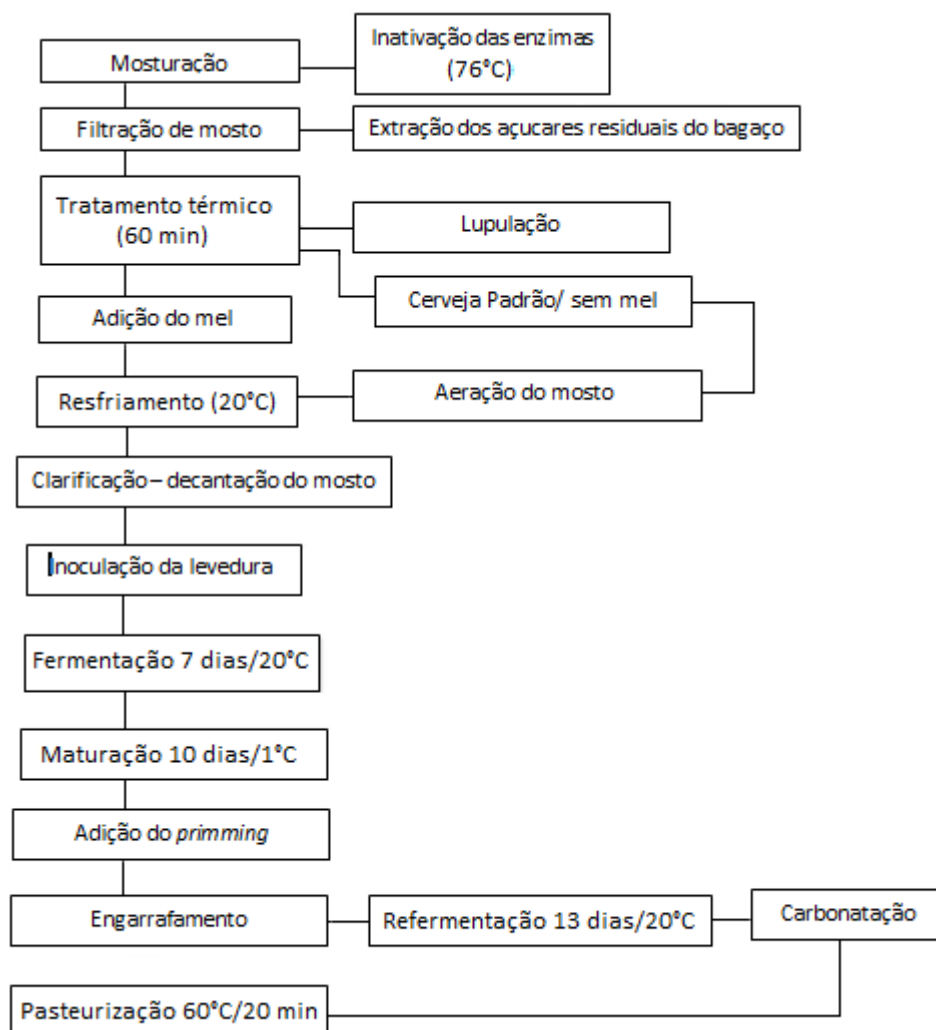 Mosturação
Inativação das enzimas
(76°C)
Filtração de mosto
Extração dos açucares residuais do bagaço
Tratamento térmico
(60 min)
Lupulação
Cerveja Padrão/ sem mel
Adição do mel
Resfriamento (20°C)
Aeração do mosto
Clarificação – decantação do mosto
Inoculação da levedura
Fermentação 7 dias/20°C
Maturação 10 dias/1°C
Adição do primming
Engarrafamento
Refermentação 13 dias/20°C
Carbonatação
Pasteurização 60°C/20 min